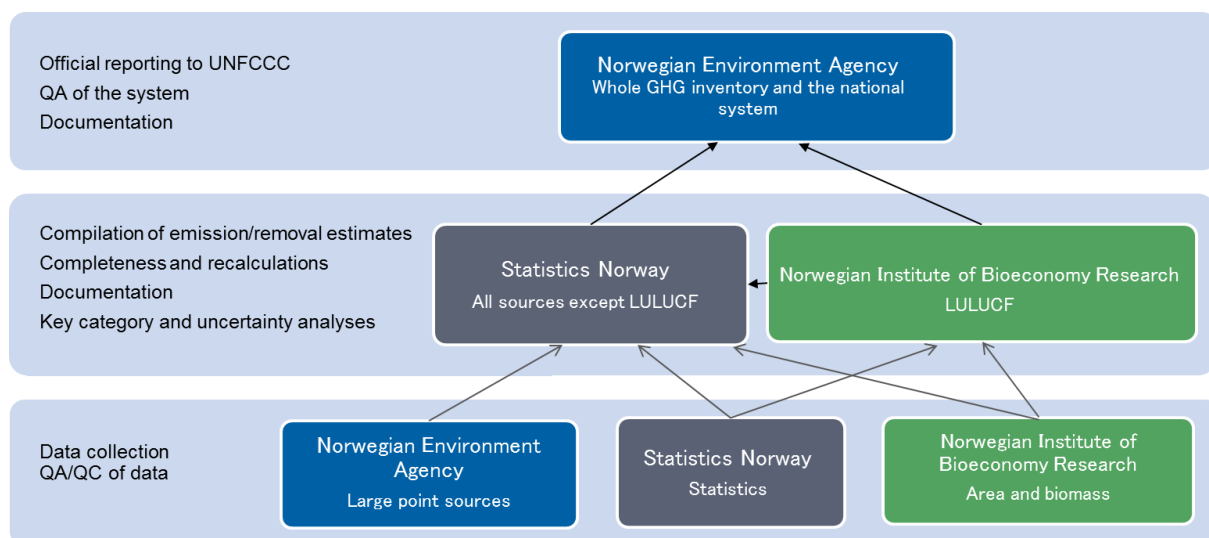 Official reporting to UNFCCC
QA of the system
Documentation
Norwegian Environment Agency
Whole GHG inventory and the national
system
Compilation of emission/removal estimates
Completeness and recalculations
Documentation
Key category and uncertainty analyses
Statistics Norway
All sources except LULUCF
Norwegian Institute of Bioeconomy Research
LULUCF
Data collection
QA/QC of data
Norwegian Environment
Agency
Large point sources
Statistics Norway
Statistics
Norwegian Institute of
Bioeconomy Research
Area and biomass